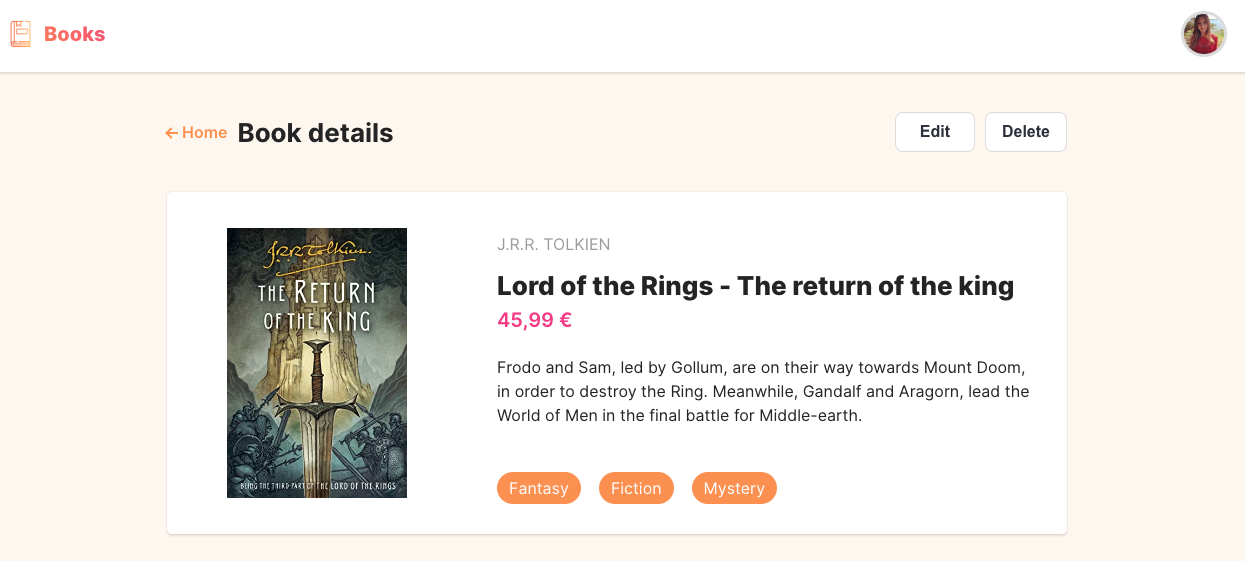 Books
← Home Book details
Edit Delete
J.R.R. Tolkien
THE RETURN
OF THE KING
BEING THE THIRD PART OF THE LORD OF THE RINGS
J.R.R. TOLKIEN
Lord of the Rings - The return of the king
45,99 €
Frodo and Sam, led by Gollum, are on their way towards Mount Doom,
in order to destroy the Ring. Meanwhile, Gandalf and Aragorn, lead the
World of Men in the final battle for Middle-earth.
Fantasy Fiction Mystery